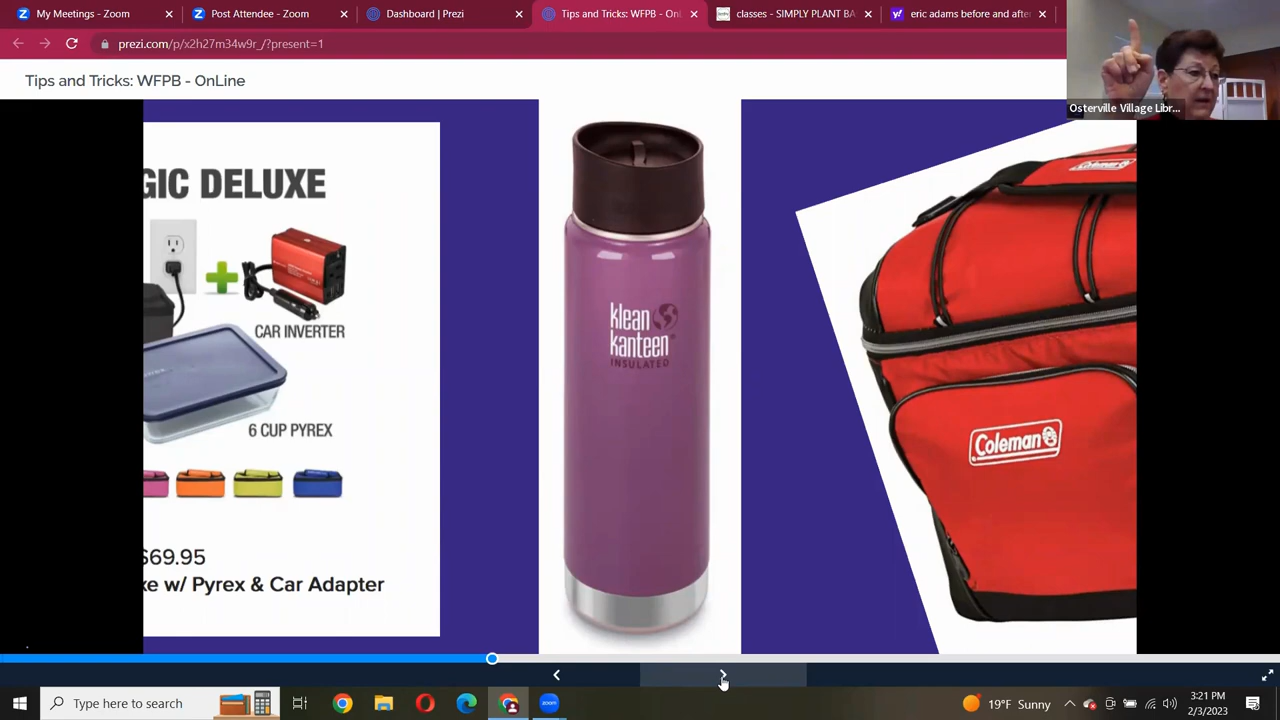 My Meetings - Zoom
Post Attendee - Zoom
Dashboard | Prezi
Tips and Tricks: WFPB - OnL
classes - SIMPLY PLANT BA
eric adams before and after
prezi.com/p/x2h27m34w9r_/?present=1
Tips and Tricks: WFPB - OnLine
Osterville Village Libr...
GIC DELUXE
CAR INVERTER
6 CUP PYREX
$69.95
xe w/ Pyrex & Car Adapter
klean
kanteen
INSULATED
Coleman
Coleman
Type here to search
zoom
19°F Sunny
3:21 PM
2/3/2023